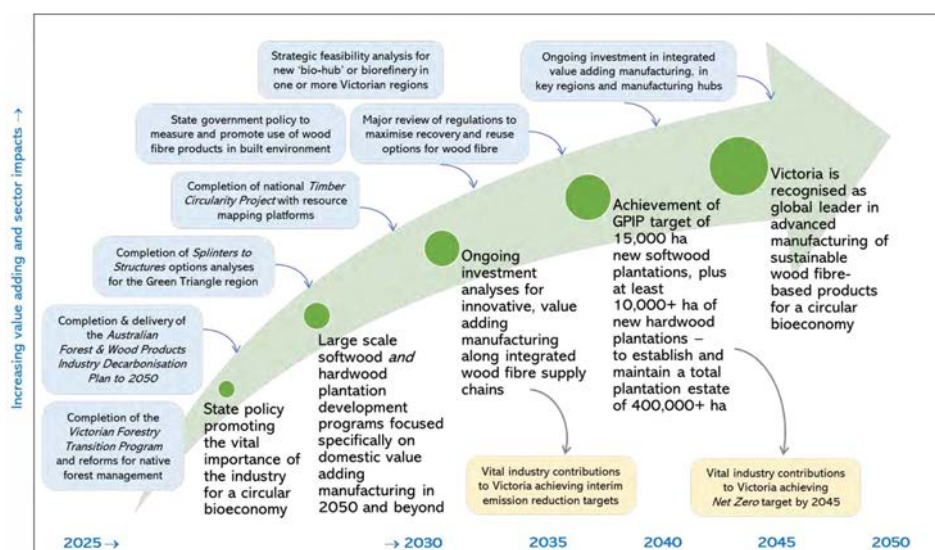 Strategic feasibility analysis for
new ‘bio-hub’ or biorefinery in
one or more Victorian regions
Ongoing investment in integrated
value adding manufacturing, in
key regions and manufacturing hubs
State government policy to
measure and promote use of wood
fibre products in built environment
Major review of regulations to
maximise recovery and reuse
options for wood fibre
Completion of national Timber
Circularity Project with resource
mapping platforms
Completion of Splinters to
Structures options analyses
for the Green Triangle region
Completion & delivery of
the Australian
Forest & Wood Products
Industry Decarbonisation
Plan to 2050
Completion of the
Victorian Forestry
Transition Program
and reforms for native
forest management
State policy
promoting
the vital
importance of
the industry
for a circular
bioeconomy
Large scale
softwood and
hardwood
plantation
development
programs focused
specifically on
domestic value
adding
manufacturing in
2050 and beyond
Ongoing
investment
analyses for
innovative, value
adding
manufacturing
along integrated
wood fibre supply
chains
Achievement of
GPIP target of
15,000 ha
new softwood
plantations, plus
at least
10,000+ ha of
new hardwood
plantations –
to establish and
maintain a total
plantation estate
of 400,000+ ha
Victoria is
recognised as
global leader in
advanced
manufacturing of
sustainable
wood fibre-
based products
for a circular
bioeconomy
Vital industry contributions
to Victoria achieving interim
emission reduction targets
Vital industry contributions
to Victoria achieving
Net Zero target by 2045
Increasing value adding and sector impacts →
2025 → → 2030 2035 2040 2045 2050